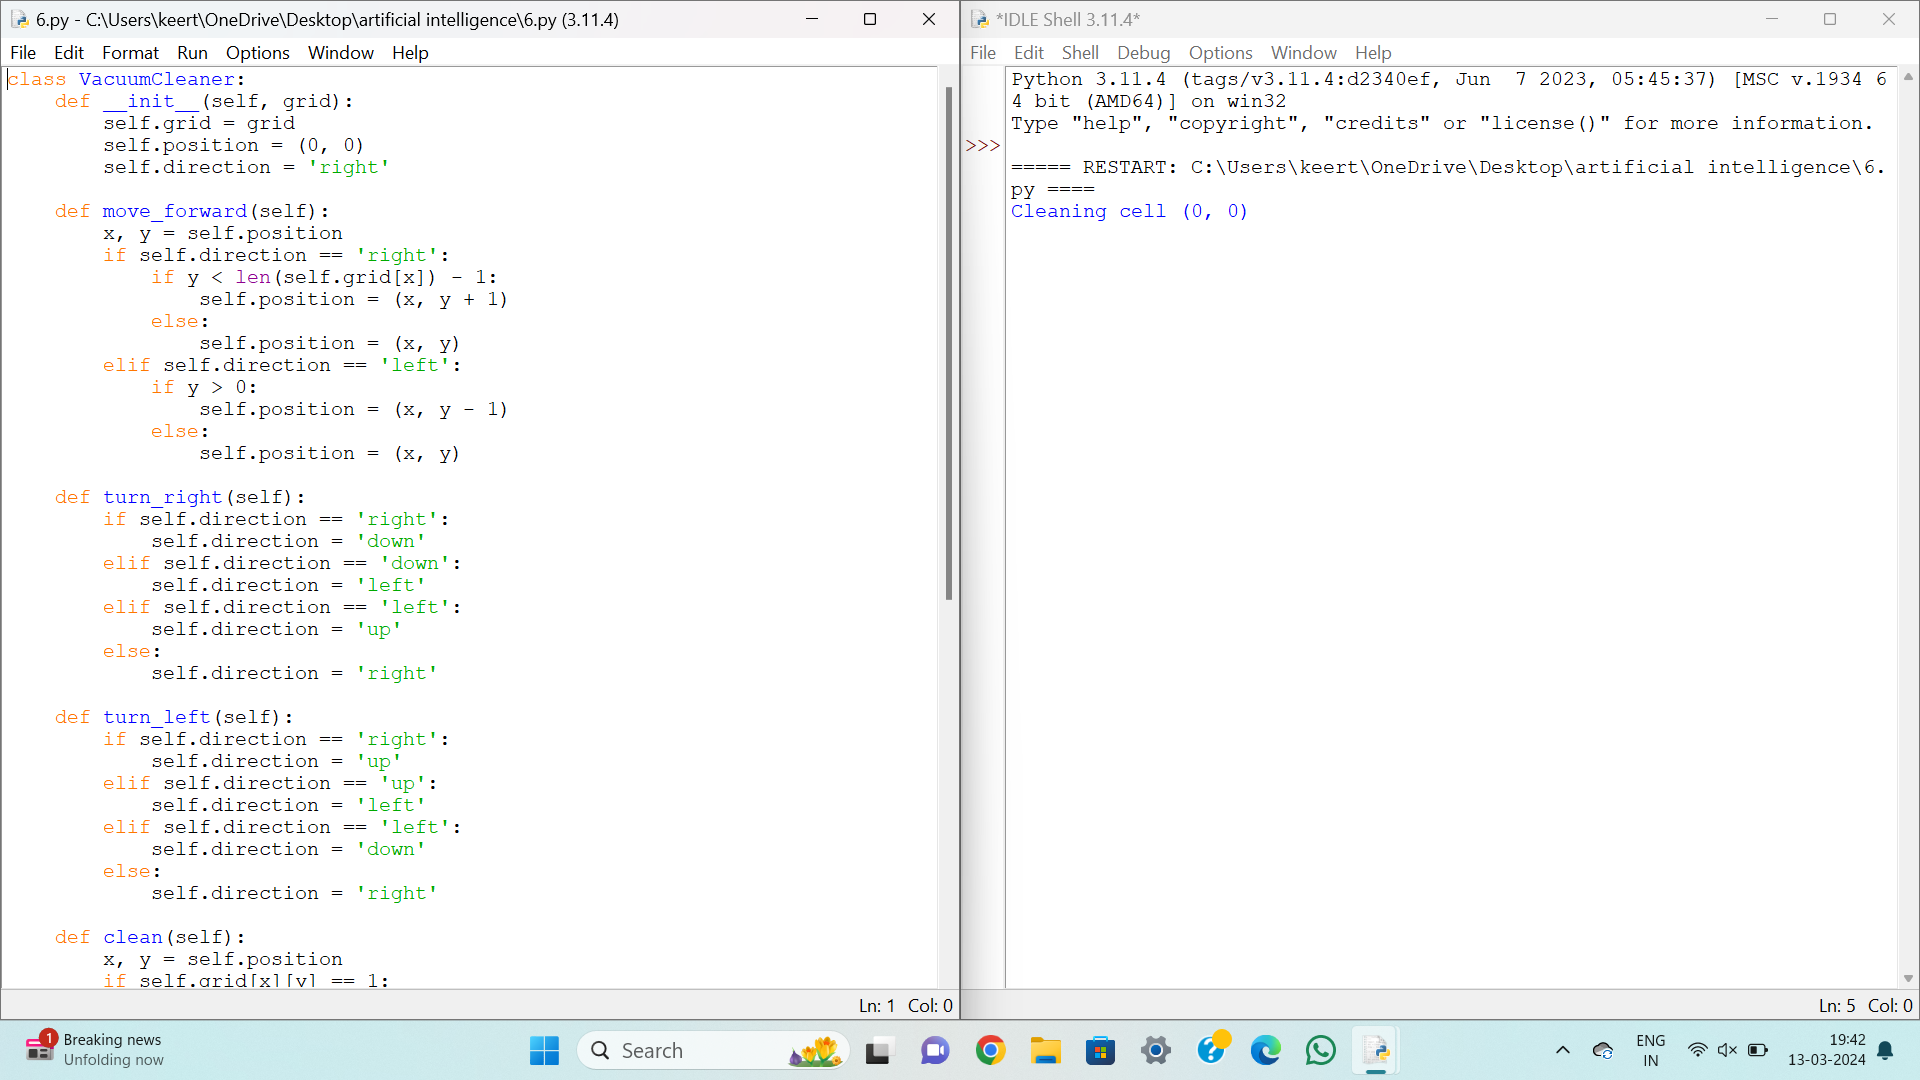 6.py - C:\Users\keert\OneDrive\Desktop\artificial intelligence\6.py (3.11.4)
File Edit Format Run Options Window Help
class VacuumCleaner:
    def __init__(self, grid):
        self.grid = grid
        self.position = (0, 0)
        self.direction = 'right'

    def move_forward(self):
        x, y = self.position
        if self.direction == 'right':
            if y < len(self.grid[x]) - 1:
                self.position = (x, y + 1)
            else:
                self.position = (x, y)
        elif self.direction == 'left':
            if y > 0:
                self.position = (x, y - 1)
            else:
                self.position = (x, y)

    def turn_right(self):
        if self.direction == 'right':
            self.direction = 'down'
        elif self.direction == 'down':
            self.direction = 'left'
        elif self.direction == 'left':
            self.direction = 'up'
        else:
            self.direction = 'right'

    def turn_left(self):
        if self.direction == 'right':
            self.direction = 'up'
        elif self.direction == 'up':
            self.direction = 'left'
        elif self.direction == 'left':
            self.direction = 'down'
        else:
            self.direction = 'right'

    def clean(self):
        x, y = self.position
        if self.grid[x][y] == 1:
Ln: 1 Col: 0
*IDLE Shell 3.11.4*
File Edit Shell Debug Options Window Help
Python 3.11.4 (tags/v3.11.4:d2340ef, Jun  7 2023, 05:45:37) [MSC v.1934 6
4 bit (AMD64)] on win32
Type "help", "copyright", "credits" or "license()" for more information.
>>>
===== RESTART: C:\Users\keert\OneDrive\Desktop\artificial intelligence\6.
py ====
Cleaning cell (0, 0)
Ln: 5 Col: 0
1
Breaking news
Unfolding now
Search
ENG
IN
19:42
13-03-2024